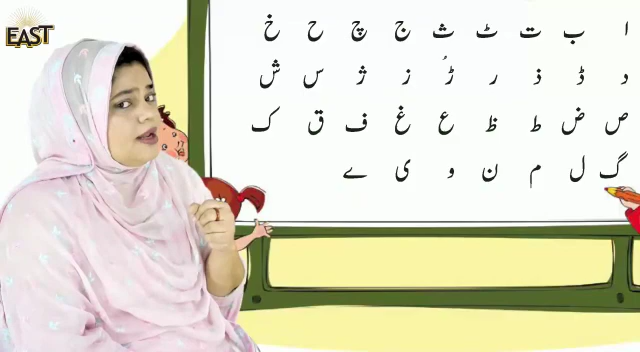 EAST
ا ب ت ٹ ث ج چ ح خ
د ڈ ذ ر ڑ ز ژ س ش
ص ض ط ظ ع غ ف ق ک
گ ل م ن و ی ے